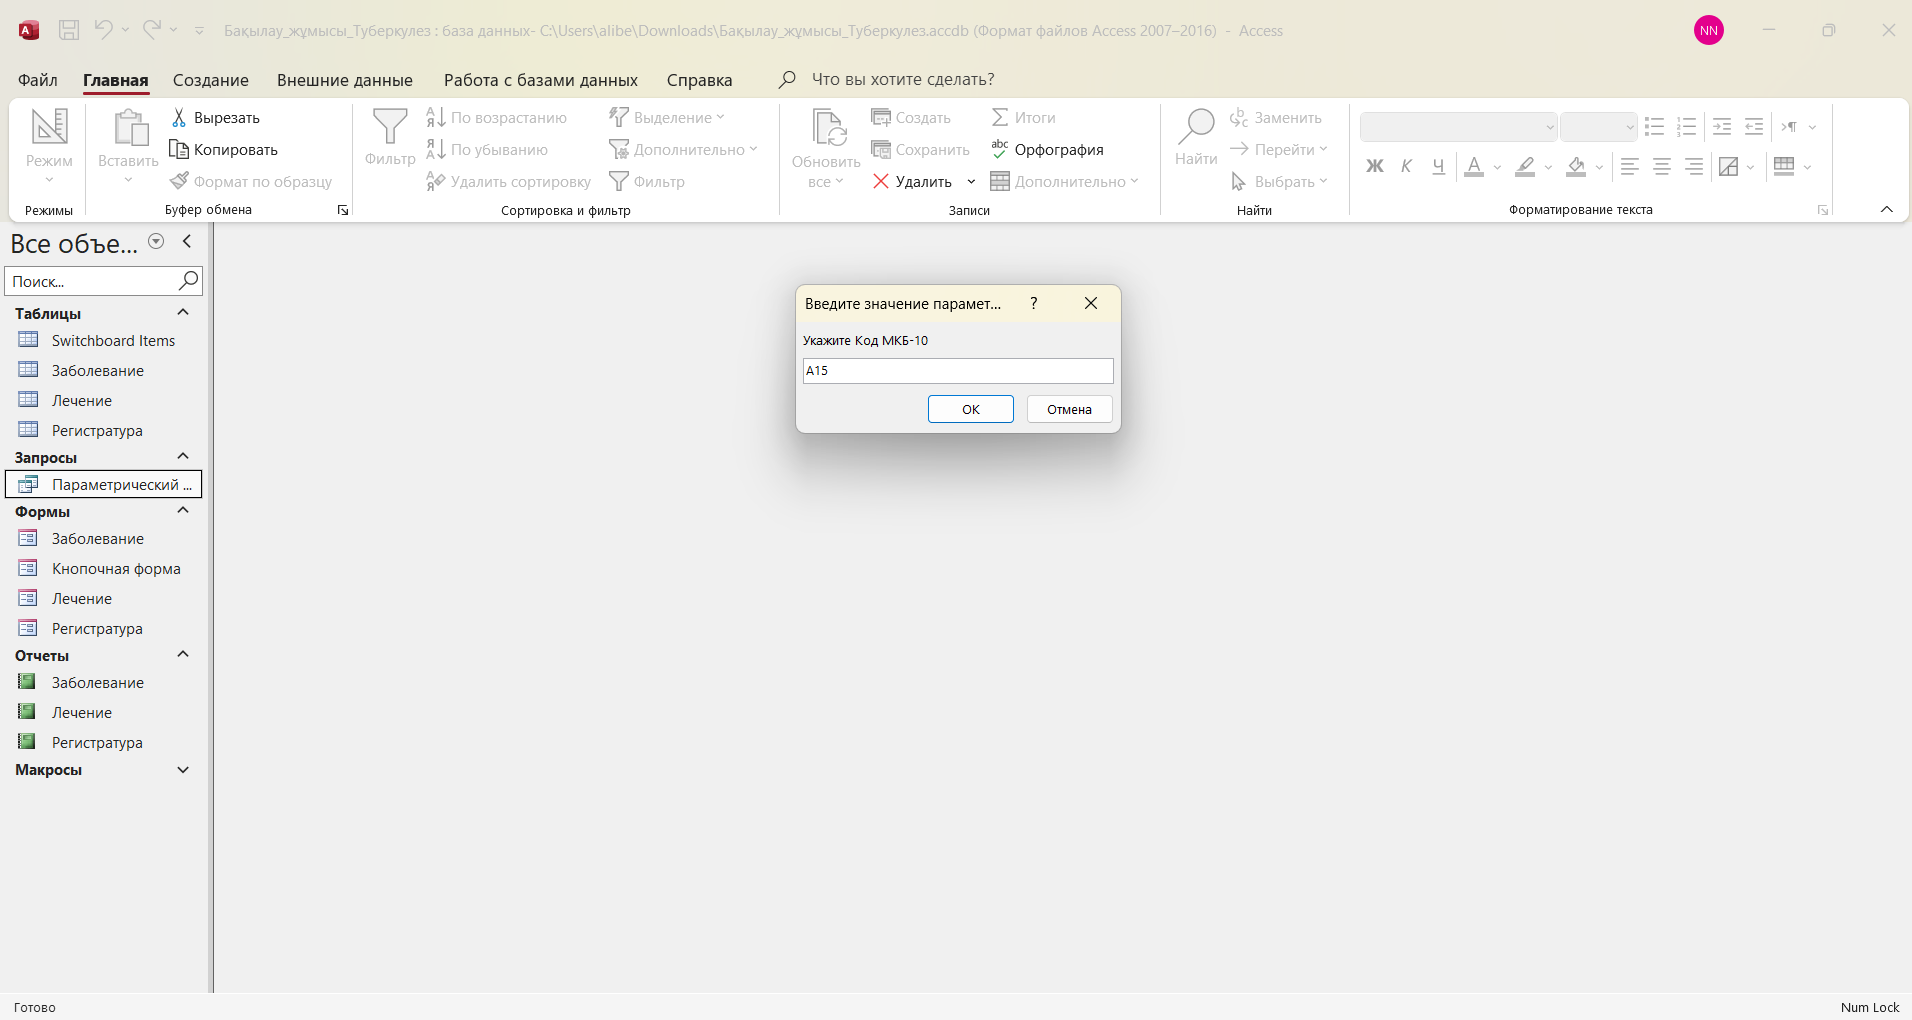 Бақылау_жұмысы_Туберкулез : база данных- C:\Users\alibe\Downloads\Бақылау_жұмысы_Туберкулез.accdb (Формат файлов Access 2007–2016) - Access
NN
Файл Главная Создание Внешние данные Работа с базами данных Справка Что вы хотите сделать?
Режим
Режимы
Вставить
Вырезать
Копировать
Формат по образцу
Буфер обмена
Фильтр
По возрастанию
По убыванию
Удалить сортировку
Выделение
Дополнительно
Фильтр
Сортировка и фильтр
Обновить
все
Создать
Сохранить
Удалить
Итоги
Орфография
Дополнительно
Записи
Найти
Заменить
Перейти
Выбрать
Найти
Ж К Ч А
Форматирование текста
Все объе...
Поиск...
Таблицы
Switchboard Items
Заболевание
Лечение
Регистратура
Запросы
Параметрический ...
Формы
Заболевание
Кнопочная форма
Лечение
Регистратура
Отчеты
Заболевание
Лечение
Регистратура
Макросы
Введите значение парамет... ?
Укажите Код МКБ-10
A15
ОК Отмена
Готово
Num Lock